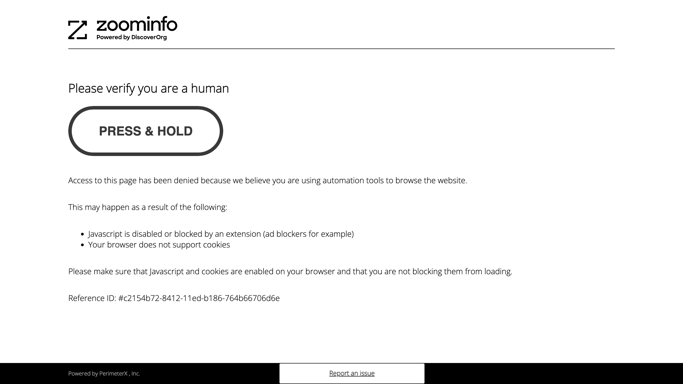 zoominfo
Powered by DiscoverOrg
Please verify you are a human
PRESS & HOLD
Access to this page has been denied because we believe you are using automation tools to browse the website.
This may happen as a result of the following:
• Javascript is disabled or blocked by an extension (ad blockers for example)
• Your browser does not support cookies
Please make sure that Javascript and cookies are enabled on your browser and that you are not blocking them from loading.
Reference ID: #c2154b72-8412-11ed-b186-764b66706d6e
Powered by PerimeterX , Inc.
Report an issue